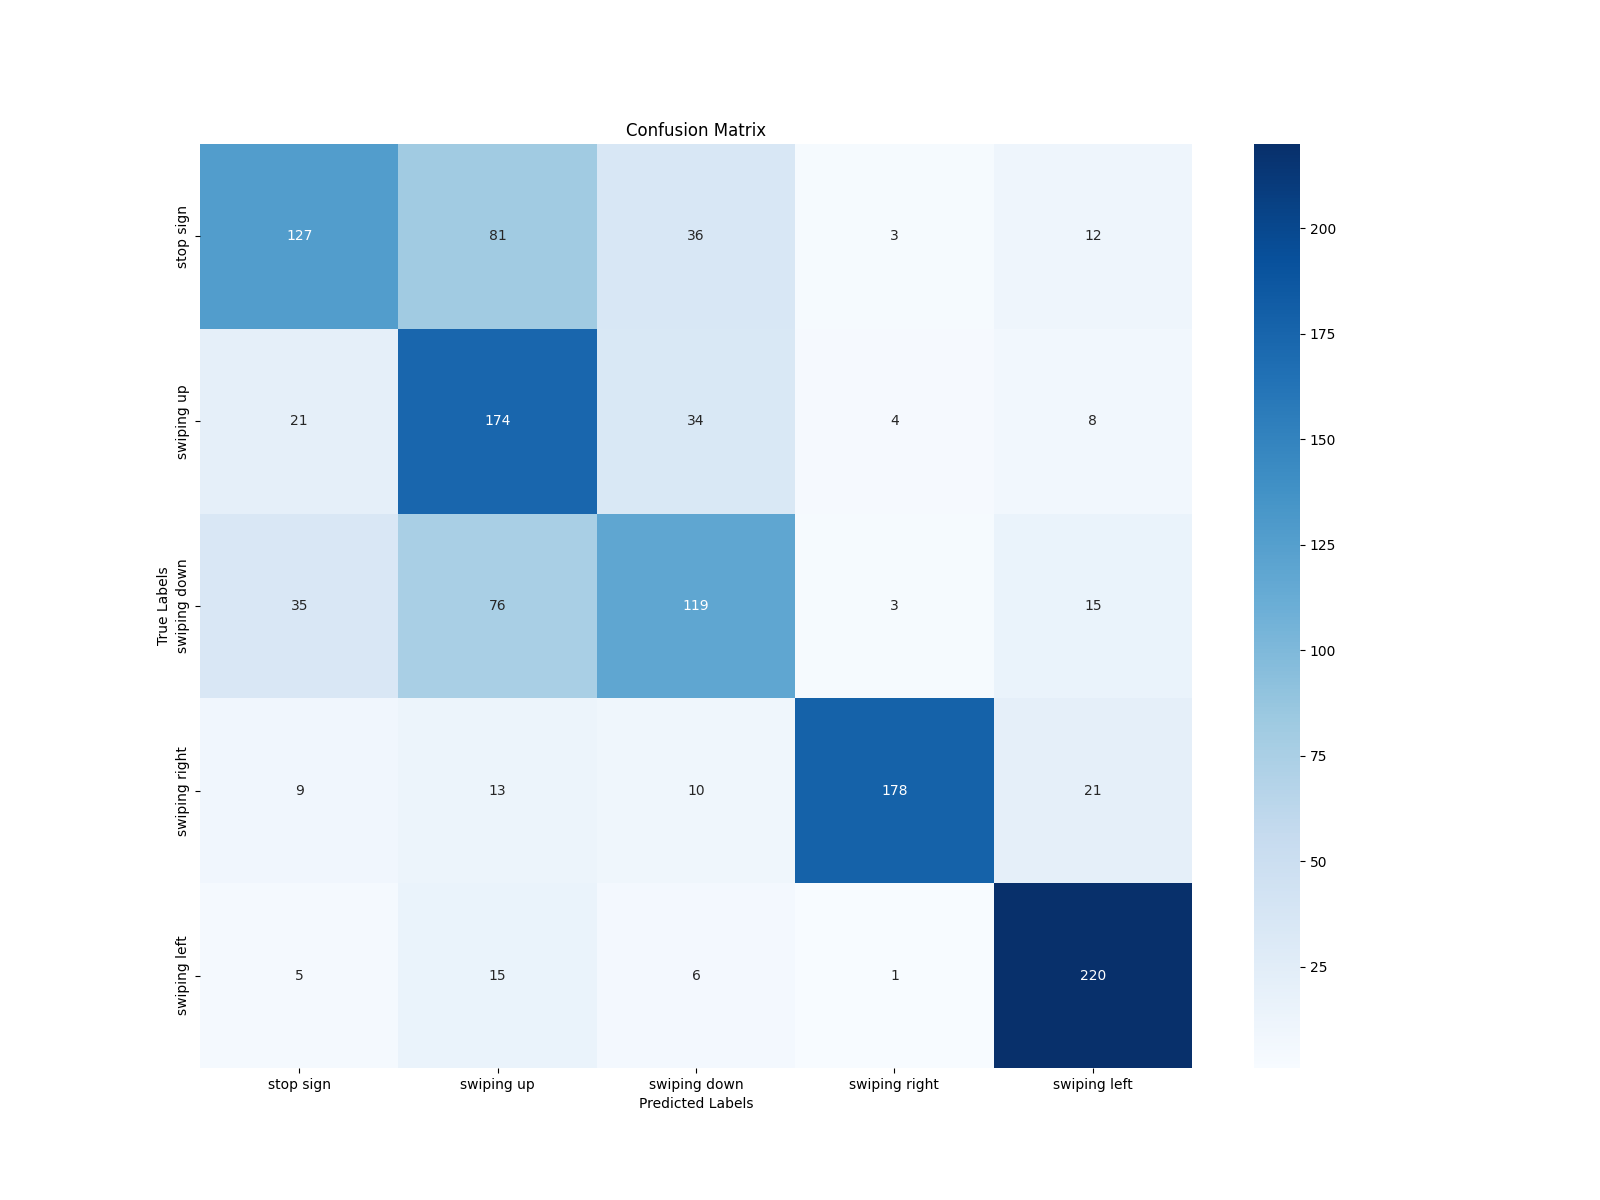 Confusion Matrix
True Labels
stop sign
127 81 36 3 12
swiping up
21 174 34 4 8
swiping down
35 76 119 3 15
swiping right
9 13 10 178 21
swiping left
5 15 6 1 220
stop sign swiping up swiping down swiping right swiping left
Predicted Labels
200
175
150
125
100
75
50
25